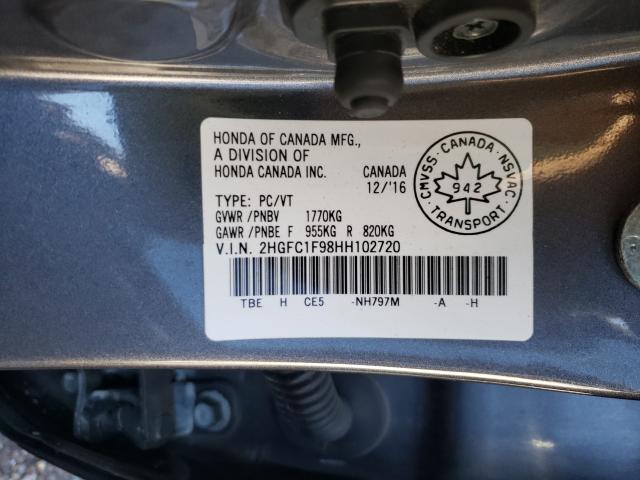 HONDA OF CANADA MFG.,
A DIVISION OF
HONDA CANADA INC. CANADA
12/'16
TYPE: PC/VT
GVWR /PNBV 1770KG
GAWR /PNBE F 955KG R 820KG
V.I.N. 2HGFC1F98HH102720
TBE H CE5 -NH797M -A -H
CMVSS · CANADA · NSVAC
942
TRANSPORT